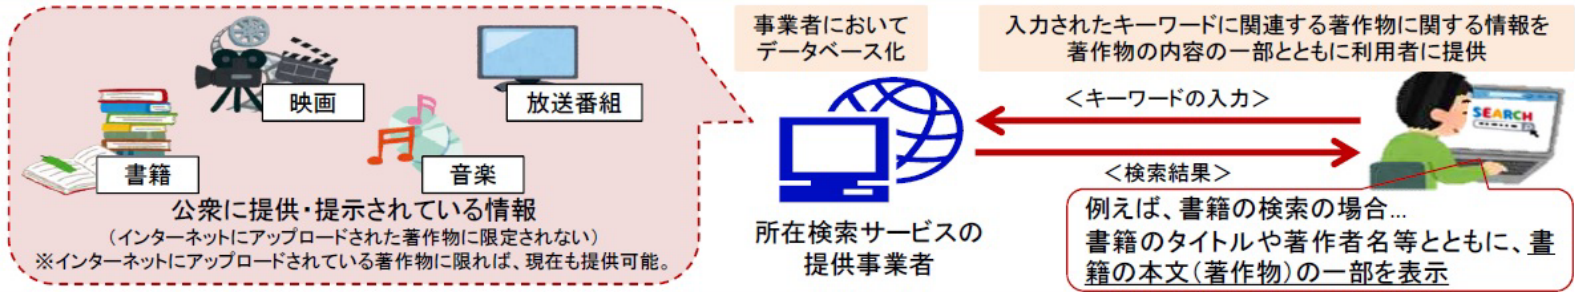 映画
放送番組
書籍
音楽
公衆に提供・提示されている情報
(インターネットにアップロードされた著作物に限定されない)
※インターネットにアップロードされている著作物に限れば、現在も提供可能。
事業者において
データベース化
所在検索サービスの
提供事業者
入力されたキーワードに関連する著作物に関する情報を
著作物の内容の一部とともに利用者に提供
<キーワードの入力>
<検索結果>
SEARCH
例えば、書籍の検索の場合…
書籍のタイトルや著作者名等とともに、書
籍の本文(著作物)の一部を表示